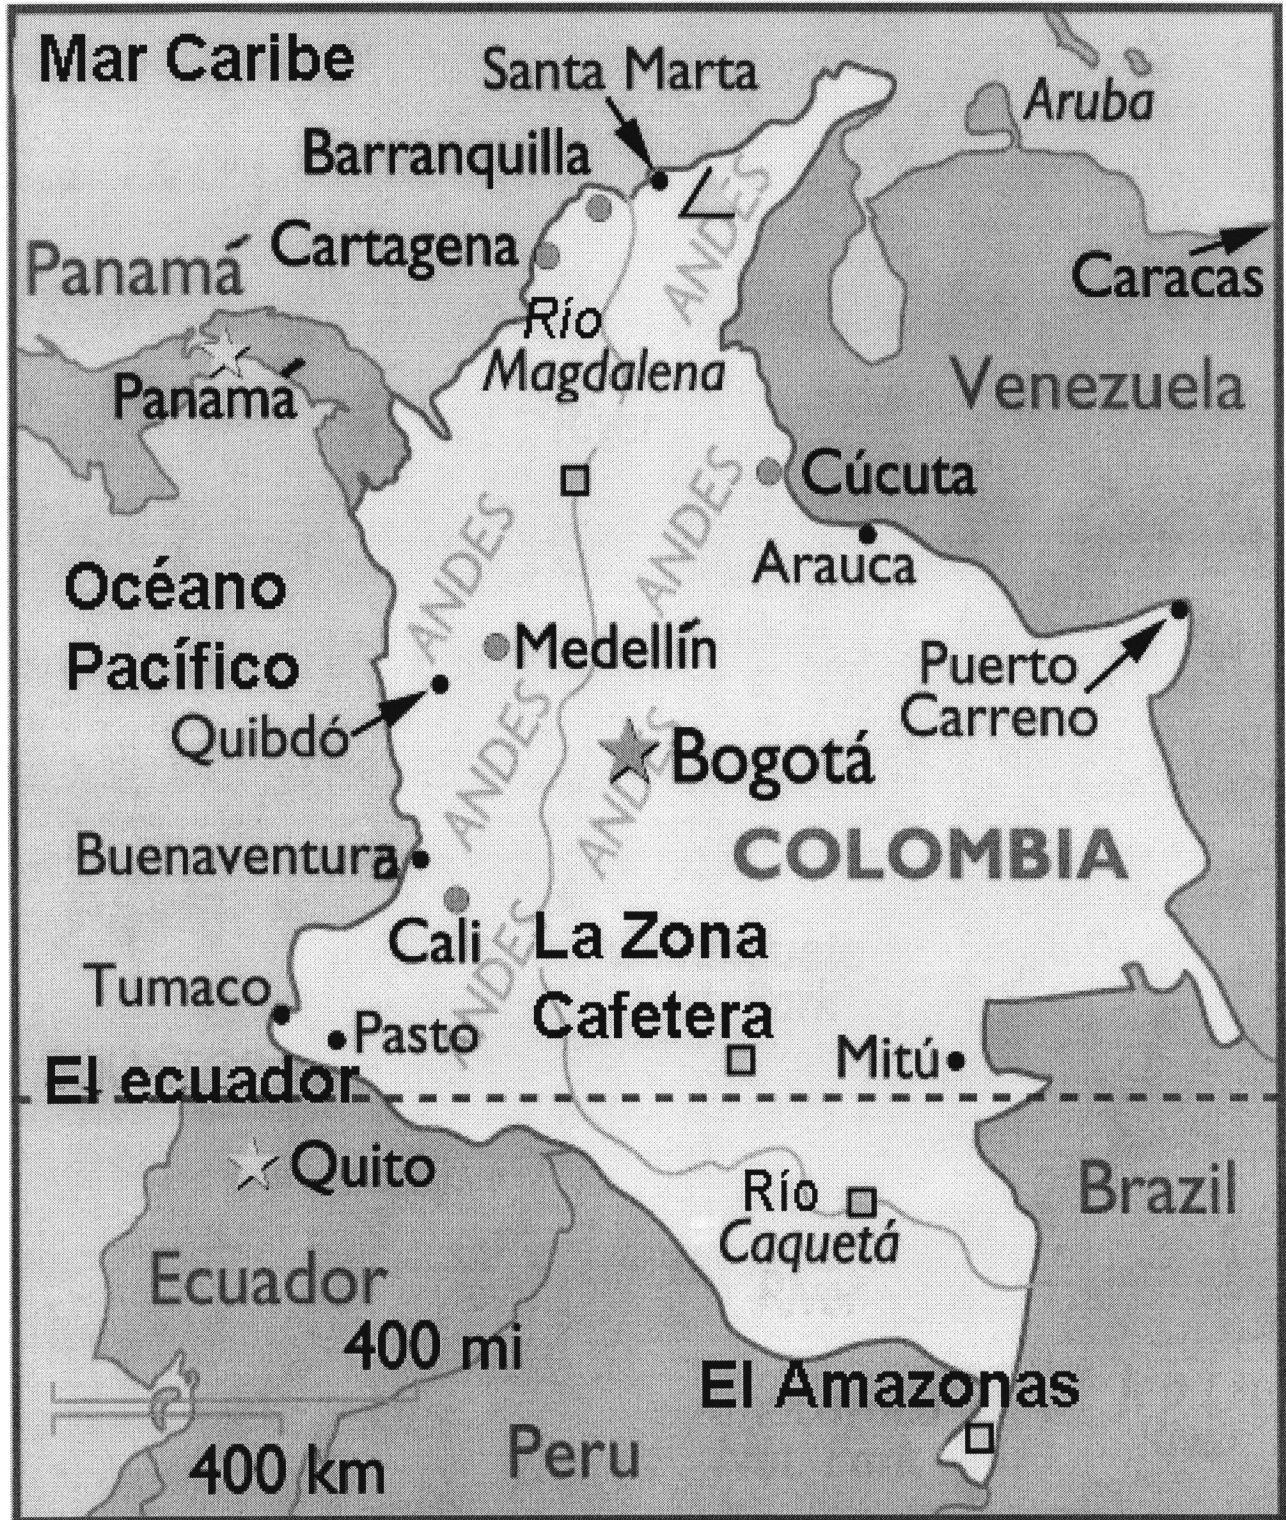 Mar Caribe
Santa Marta
Aruba
Barranquilla
Cartagena
Panamá
Caracas
Río
Magdalena
ANDES
Panamá
Venezuela
Cúcuta
ANDES
ANDES
Arauca
Océano
Pacífico
Medellín
Puerto
Carreno
Quibdó
ANDES
ANDES
Bogotá
COLOMBIA
Buenaventura
Cali
ANDES
La Zona
Cafetera
Tumaco
Pasto
Mitú
El ecuador
Quito
Río
Caquetá
Brazil
Ecuador
400 mi
El Amazonas
Peru
400 km